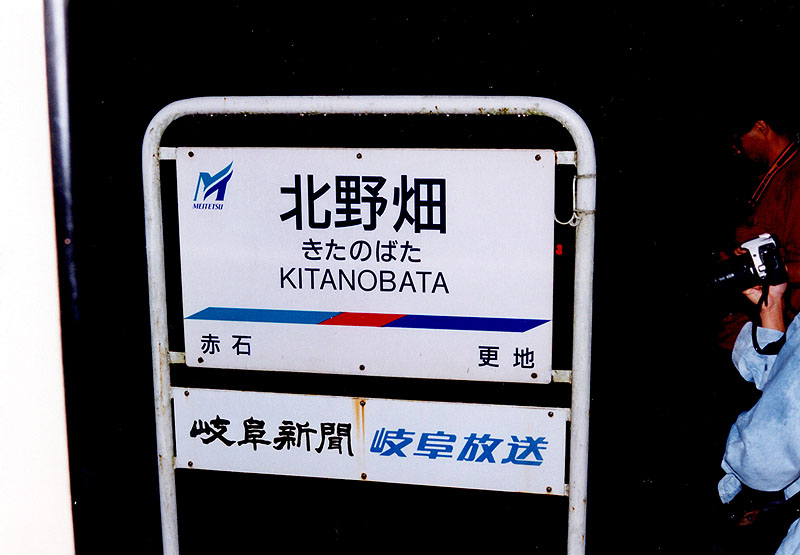 MEITETSU
北野畑
きたのばた
KITANOBATA
赤石 更地
岐阜新聞 岐阜放送